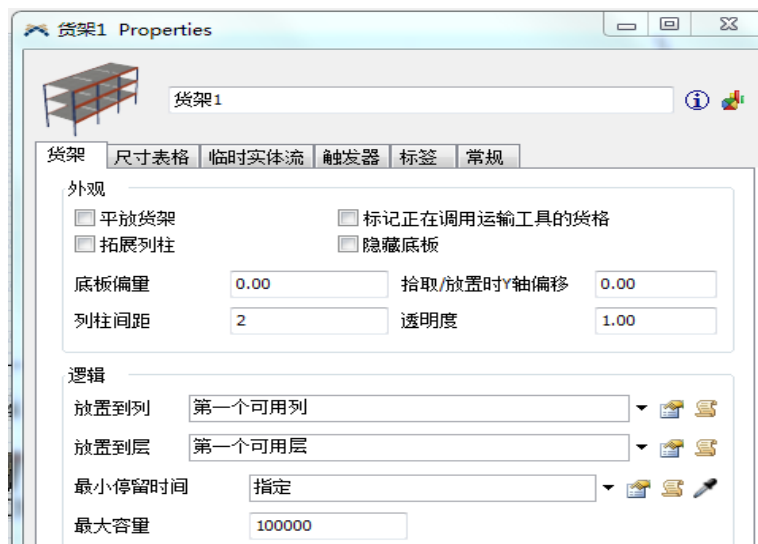 货架1 Properties
货架1
货架 尺寸表格 临时实体流 触发器 标签 常规
外观
平放货架 标记正在调用运输工具的货格
拓展列柱 隐藏底板
底板偏量 0.00 拾取/放置时Y轴偏移 0.00
列柱间距 2 透明度 1.00
逻辑
放置到列 第一个可用列
放置到层 第一个可用层
最小停留时间 指定
最大容量 100000